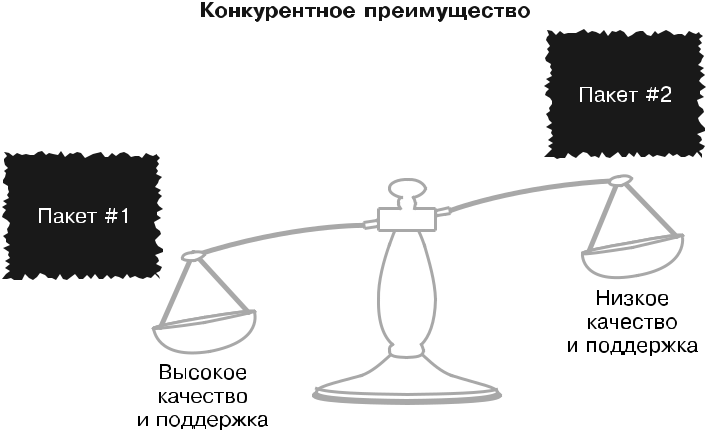 Конкурентное преимущество
Пакет #2
Пакет #1
Низкое
качество
и поддержка
Высокое
качество
и поддержка